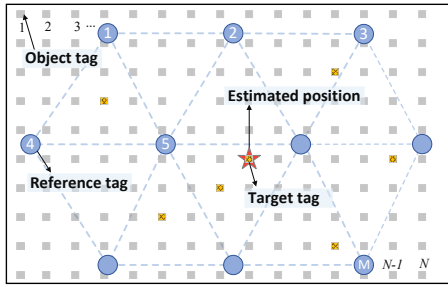 1 2 3 ...
1 2 3
Object tag
Estimated position
4 5
Reference tag
Target tag
M N-1 N